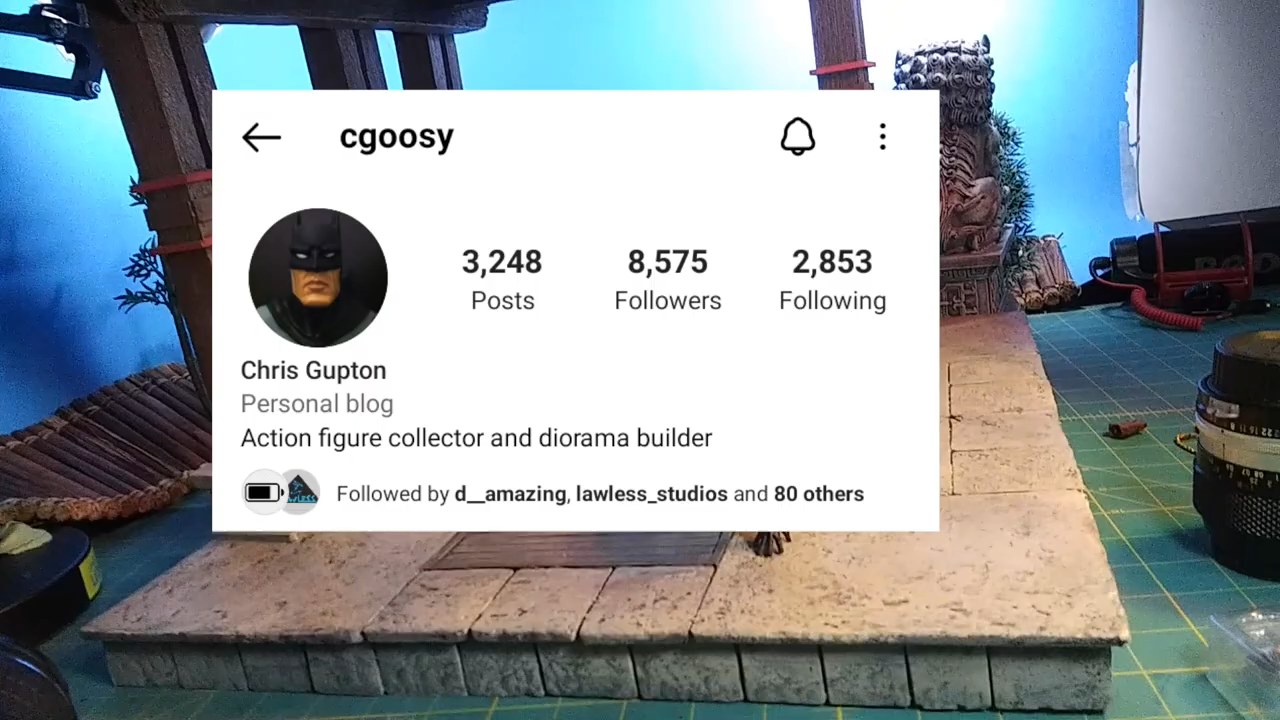 cgoosy
3,248 8,575 2,853
Posts Followers Following
Chris Gupton
Personal blog
Action figure collector and diorama builder
Followed by d__amazing, lawless_studios and 80 others